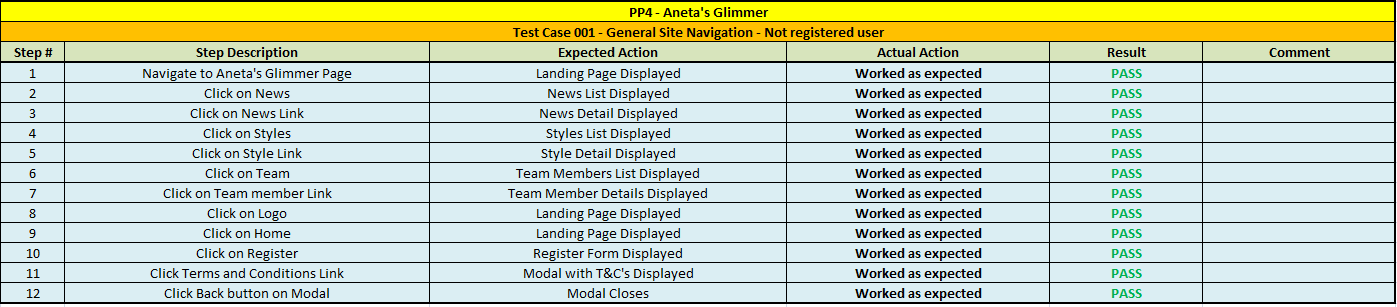 PP4 - Aneta's Glimmer
Test Case 001 - General Site Navigation - Not registered user
Step # Step Description Expected Action Actual Action Result Comment
1 Navigate to Aneta's Glimmer Page Landing Page Displayed Worked as expected PASS
2 Click on News News List Displayed Worked as expected PASS
3 Click on News Link News Detail Displayed Worked as expected PASS
4 Click on Styles Styles List Displayed Worked as expected PASS
5 Click on Style Link Style Detail Displayed Worked as expected PASS
6 Click on Team Team Members List Displayed Worked as expected PASS
7 Click on Team member Link Team Member Details Displayed Worked as expected PASS
8 Click on Logo Landing Page Displayed Worked as expected PASS
9 Click on Home Landing Page Displayed Worked as expected PASS
10 Click on Register Register Form Displayed Worked as expected PASS
11 Click Terms and Conditions Link Modal with T&C's Displayed Worked as expected PASS
12 Click Back button on Modal Modal Closes Worked as expected PASS